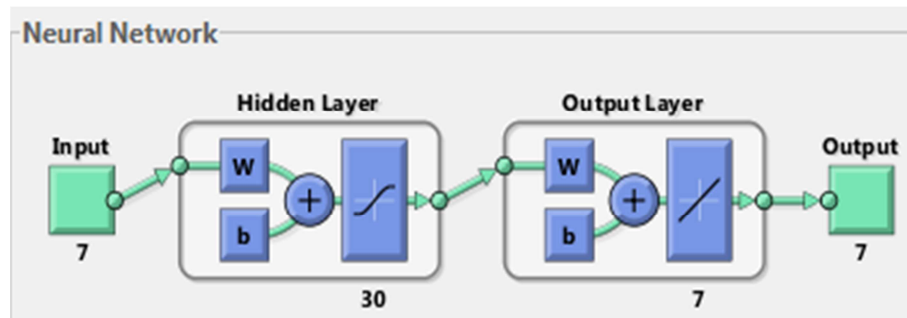 Neural Network
Hidden Layer
Output Layer
Input
W
W
Output
+
+
b
b
7
7
30
7